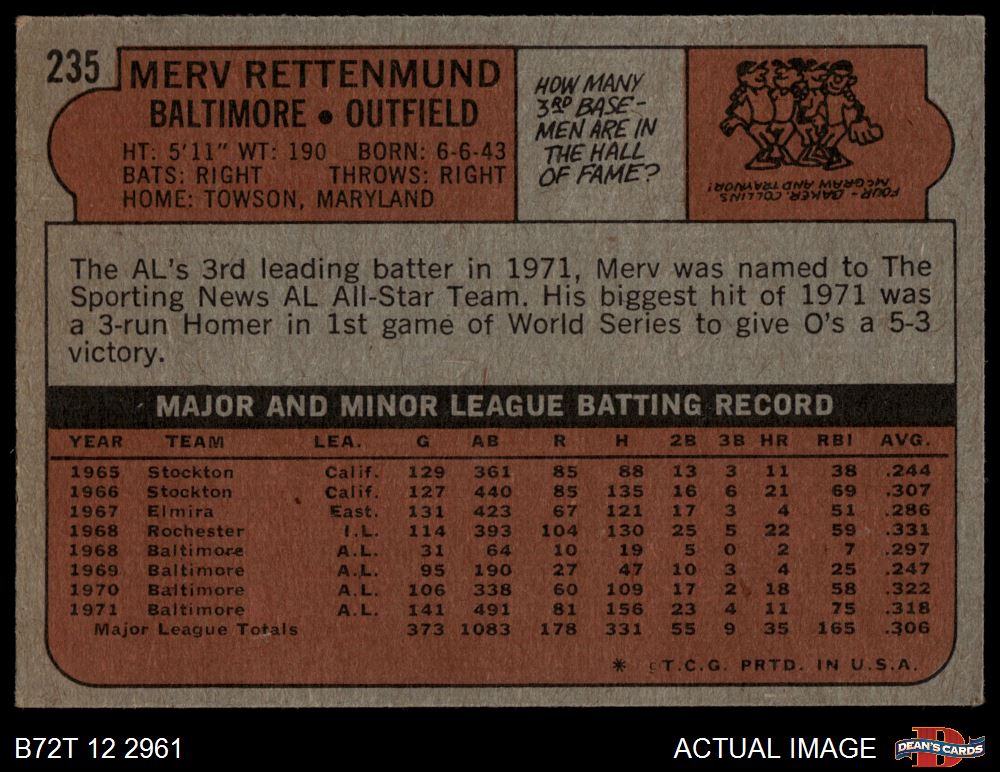 235
MERV RETTENMUND
BALTIMORE • OUTFIELD
HT: 5'11" WT: 190 BORN: 6-6-43
BATS: RIGHT THROWS: RIGHT
HOME: TOWSON, MARYLAND
HOW MANY
3RD BASE-
MEN ARE IN
THE HALL
OF FAME?
FOUR - BAKER, COLLINS,
McGRAW AND TRAYNOR!
The AL's 3rd leading batter in 1971, Merv was named to The
Sporting News AL All-Star Team. His biggest hit of 1971 was
a 3-run Homer in 1st game of World Series to give O's a 5-3
victory.
MAJOR AND MINOR LEAGUE BATTING RECORD
YEAR TEAM LEA. G AB R H 2B 3B HR RBI AVG.
1965 Stockton Calif. 129 361 85 88 13 3 11 38 .244
1966 Stockton Calif. 127 440 85 135 16 6 21 69 .307
1967 Elmira East. 131 423 67 121 17 3 4 51 .286
1968 Rochester I.L. 114 393 104 130 25 5 22 59 .331
1968 Baltimore A.L. 31 64 10 19 5 0 2 7 .297
1969 Baltimore A.L. 95 190 27 47 10 3 4 25 .247
1970 Baltimore A.L. 106 338 60 109 17 2 18 58 .322
1971 Baltimore A.L. 141 491 81 156 23 4 11 75 .318
Major League Totals 373 1083 178 331 55 9 35 165 .306
* ©T.C.G. PRTD. IN U.S.A.
B72T 12 2961
ACTUAL IMAGE
D
DEAN'S CARDS